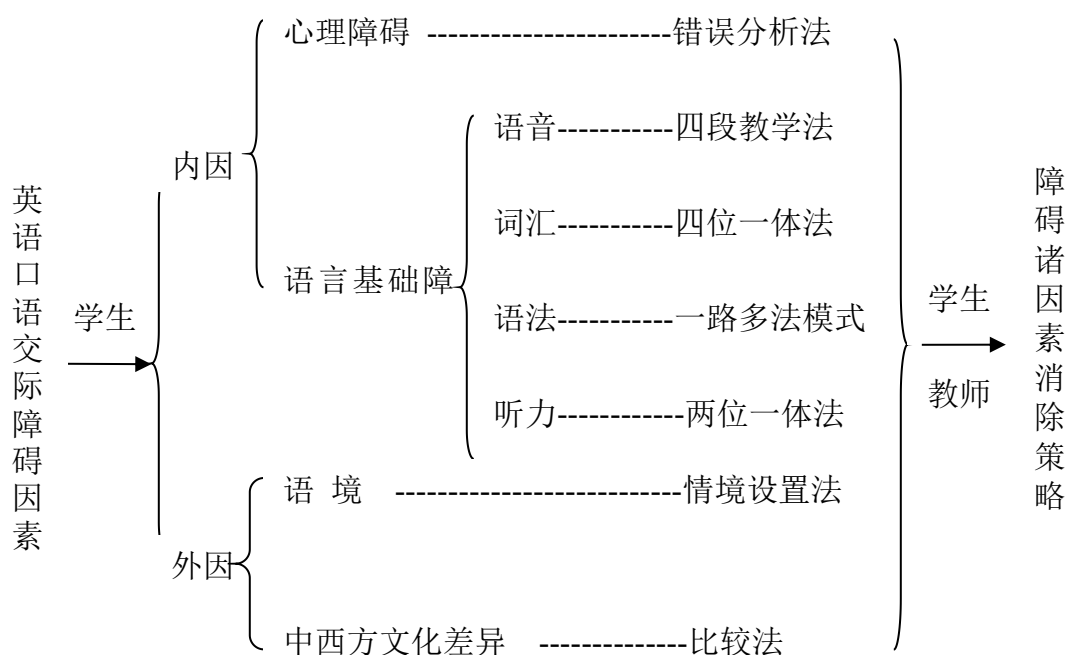 英语口语交际障碍因素
学生
内因
心理障碍 -----------------------错误分析法
语言基础障
语音-----------四段教学法
词汇-----------四位一体法
语法-----------一路多法模式
听力------------两位一体法
外因
语 境 ---------------------------情境设置法
中西方文化差异 --------------比较法
学生
教师
障碍诸因素消除策略